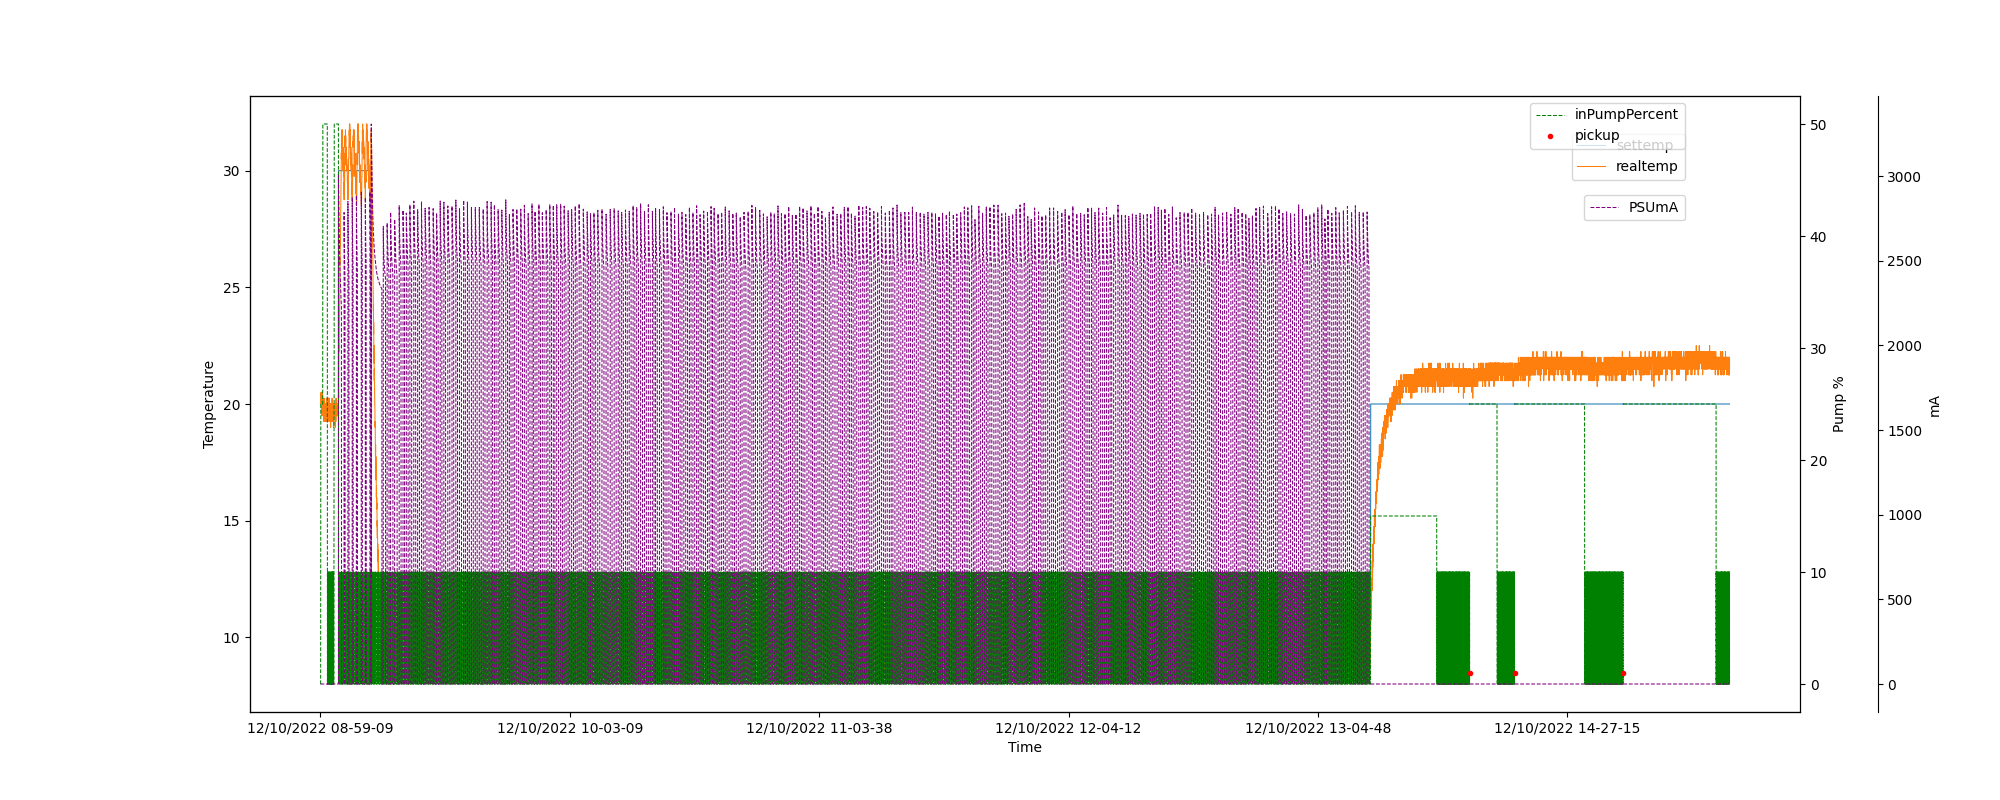 inPumpPercent
pickup
settemp
realtemp
PSUmA
30
25
20
15
10
Temperature
50
40
30
20
10
0
Pump %
3000
2500
2000
1500
1000
500
0
mA
12/10/2022 08-59-09
12/10/2022 10-03-09
12/10/2022 11-03-38
12/10/2022 12-04-12
12/10/2022 13-04-48
12/10/2022 14-27-15
Time